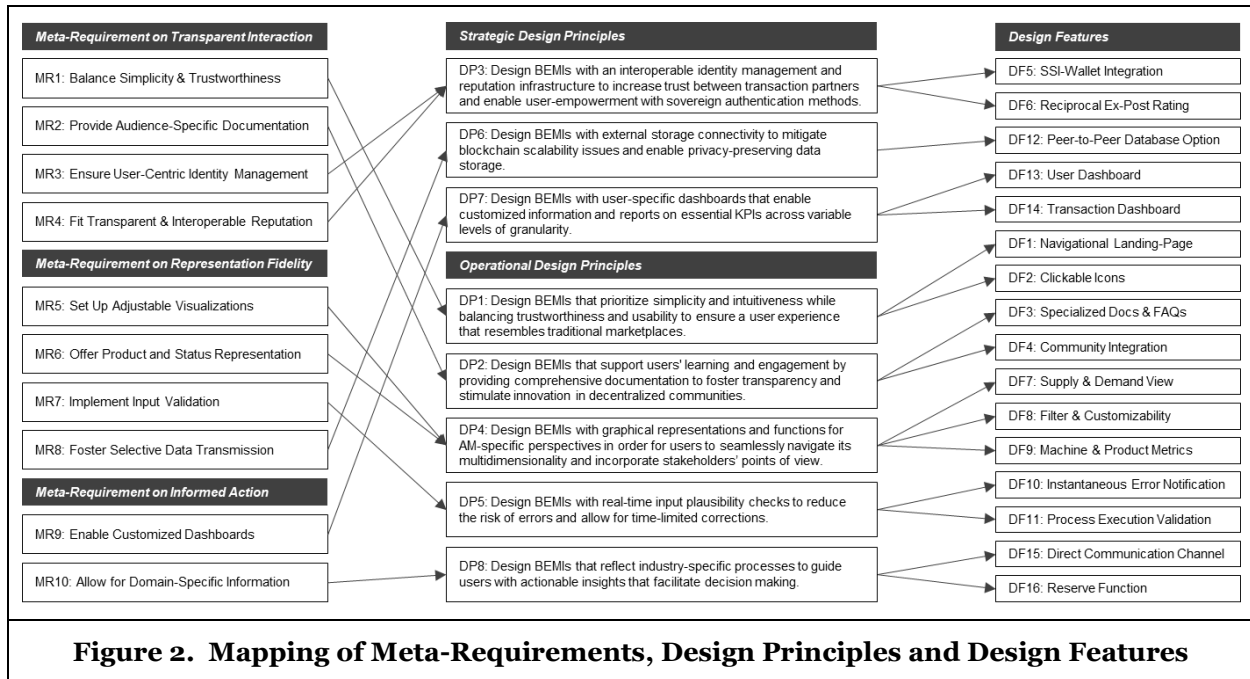 Meta-Requirement on Transparent Interaction
MR1: Balance Simplicity & Trustworthiness
MR2: Provide Audience-Specific Documentation
MR3: Ensure User-Centric Identity Management
MR4: Fit Transparent & Interoperable Reputation
Meta-Requirement on Representation Fidelity
MR5: Set Up Adjustable Visualizations
MR6: Offer Product and Status Representation
MR7: Implement Input Validation
MR8: Foster Selective Data Transmission
Meta-Requirement on Informed Action
MR9: Enable Customized Dashboards
MR10: Allow for Domain-Specific Information
Strategic Design Principles
DP3: Design BEMIs with an interoperable identity management and
reputation infrastructure to increase trust between transaction partners
and enable user-empowerment with sovereign authentication methods.
DP6: Design BEMIs with external storage connectivity to mitigate
blockchain scalability issues and enable privacy-preserving data
storage.
DP7: Design BEMIs with user-specific dashboards that enable
customized information and reports on essential KPIs across variable
levels of granularity.
Operational Design Principles
DP1: Design BEMIs that prioritize simplicity and intuitiveness while
balancing trustworthiness and usability to ensure a user experience
that resembles traditional marketplaces.
DP2: Design BEMIs that support users' learning and engagement by
providing comprehensive documentation to foster transparency and
stimulate innovation in decentralized communities.
DP4: Design BEMIs with graphical representations and functions for
AM-specific perspectives in order for users to seamlessly navigate its
multidimensionality and incorporate stakeholders' points of view.
DP5: Design BEMIs with real-time input plausibility checks to reduce
the risk of errors and allow for time-limited corrections.
DP8: Design BEMIs that reflect industry-specific processes to guide
users with actionable insights that facilitate decision making.
Design Features
DF5: SSI-Wallet Integration
DF6: Reciprocal Ex-Post Rating
DF12: Peer-to-Peer Database Option
DF13: User Dashboard
DF14: Transaction Dashboard
DF1: Navigational Landing-Page
DF2: Clickable Icons
DF3: Specialized Docs & FAQs
DF4: Community Integration
DF7: Supply & Demand View
DF8: Filter & Customizability
DF9: Machine & Product Metrics
DF10: Instantaneous Error Notification
DF11: Process Execution Validation
DF15: Direct Communication Channel
DF16: Reserve Function
Figure 2. Mapping of Meta-Requirements, Design Principles and Design Features